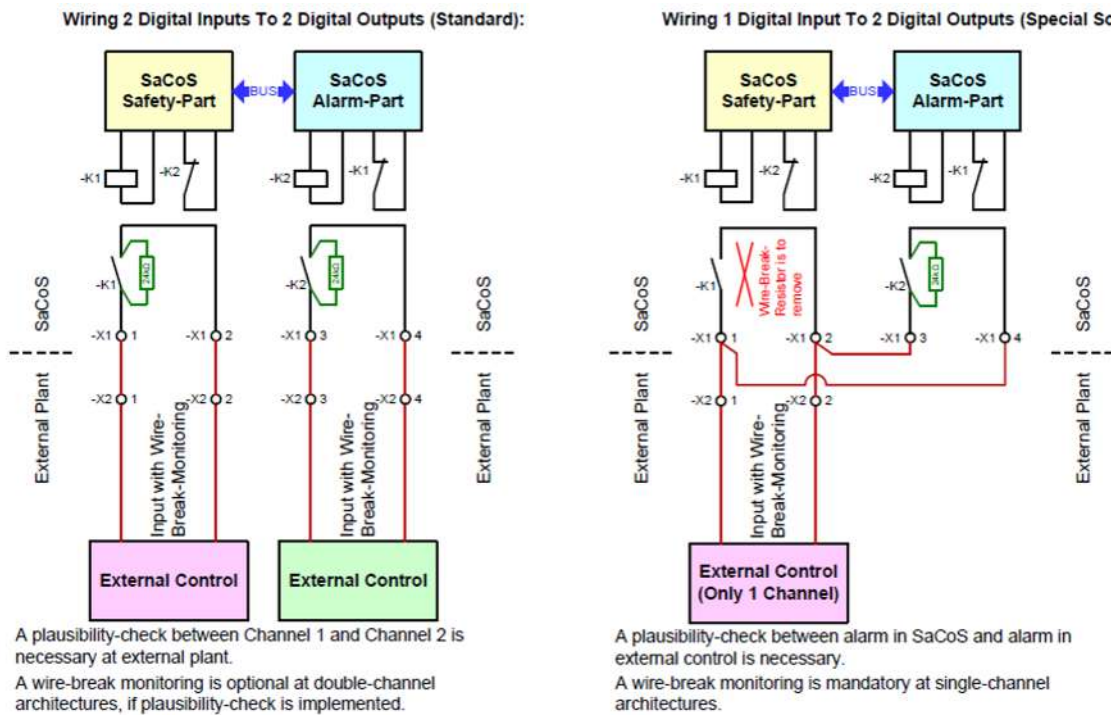 Wiring 2 Digital Inputs To 2 Digital Outputs (Standard):
SaCoS
Safety-Part
BUS
SaCoS
Alarm-Part
-K1
-K2
-K2
-K1
-K1
24kΩ
-K2
24kΩ
SaCoS
SaCoS
-X1 1
-X1 2
-X1 3
-X1 4
External Plant
External Plant
-X2 1
-X2 2
-X2 3
-X2 4
Input with Wire-
Break-Monitoring
Input with Wire-
Break-Monitoring
External Control
External Control
A plausibility-check between Channel 1 and Channel 2 is
necessary at external plant.
A wire-break monitoring is optional at double-channel
architectures, if plausibility-check is implemented.
Wiring 1 Digital Input To 2 Digital Outputs (Special So
SaCoS
Safety-Part
BUS
SaCoS
Alarm-Part
-K1
-K2
-K2
-K1
-K1
Wire-Break-
Resistor is to
remove
-K2
SaCoS
SaCoS
-X1 1
-X1 2
-X1 3
-X1 4
External Plant
External Plant
-X2 1
-X2 2
Input with Wire-
Break-Monitoring
External Control
(Only 1 Channel)
A plausibility-check between alarm in SaCoS and alarm in
external control is necessary.
A wire-break monitoring is mandatory at single-channel
architectures.